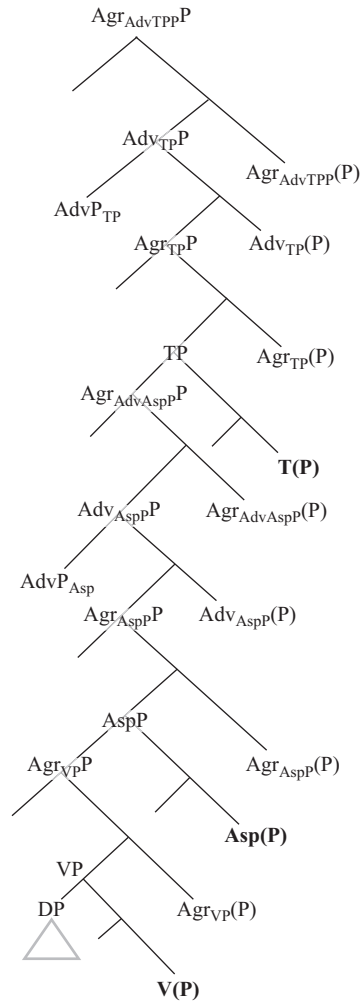 Agr_AdvTPP P
Adv_TP P
Agr_AdvTPP (P)
AdvP_TP
Agr_TP P
Adv_TP (P)
TP
Agr_TP (P)
Agr_AdvAspP P
T(P)
Adv_AspP P
Agr_AdvAspP (P)
AdvP_Asp
Agr_AspP P
Adv_AspP (P)
AspP
Agr_VP P
Agr_AspP (P)
Asp(P)
VP
DP
Agr_VP (P)
V(P)